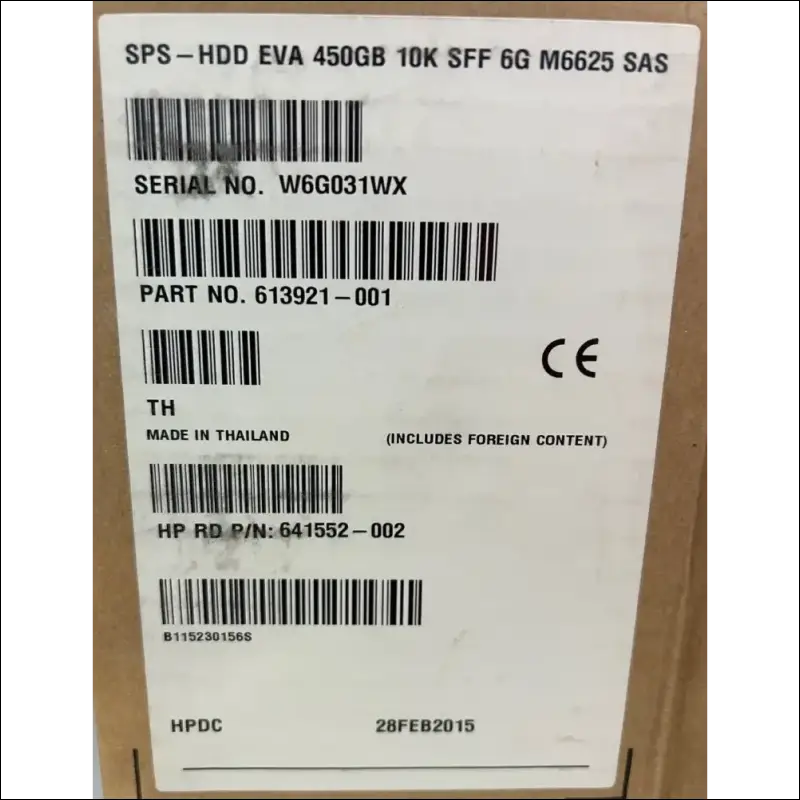 SPS-HDD EVA 450GB 10K SFF 6G M6625 SAS
SERIAL NO. W6G031WX
PART NO. 613921-001
CE
TH
MADE IN THAILAND (INCLUDES FOREIGN CONTENT)
HP RD P/N: 641552-002
B115230156S
HPDC 28FEB2015